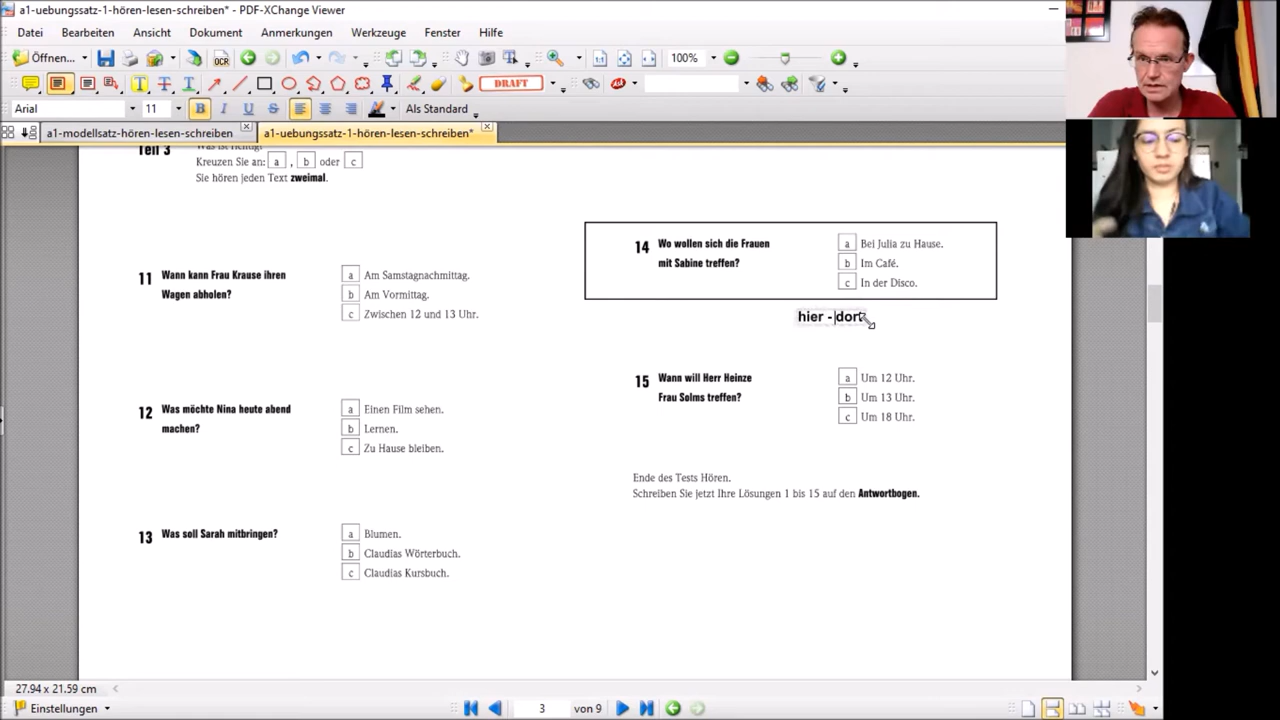 a1-uebungssatz-1-hören-lesen-schreiben* - PDF-XChange Viewer
Datei Bearbeiten Ansicht Dokument Anmerkungen Werkzeuge Fenster Hilfe
Öffnen... OCR 100%
DRAFT
Arial 11 B I U Als Standard
a1-modellsatz-hören-lesen-schreiben a1-uebungssatz-1-hören-lesen-schreiben*
Teil 3 Was ist richtig?
Kreuzen Sie an: a , b oder c
Sie hören jeden Text zweimal.
11 Wann kann Frau Krause ihren Wagen abholen?
a Am Samstagnachmittag.
b Am Vormittag.
c Zwischen 12 und 13 Uhr.
12 Was möchte Nina heute abend machen?
a Einen Film sehen.
b Lernen.
c Zu Hause bleiben.
13 Was soll Sarah mitbringen?
a Blumen.
b Claudias Wörterbuch.
c Claudias Kursbuch.
14 Wo wollen sich die Frauen mit Sabine treffen?
a Bei Julia zu Hause.
b Im Café.
c In der Disco.
hier - dort
15 Wann will Herr Heinze Frau Solms treffen?
a Um 12 Uhr.
b Um 13 Uhr.
c Um 18 Uhr.
Ende des Tests Hören.
Schreiben Sie jetzt Ihre Lösungen 1 bis 15 auf den Antwortbogen.
27.94 x 21.59 cm
Einstellungen 3 von 9